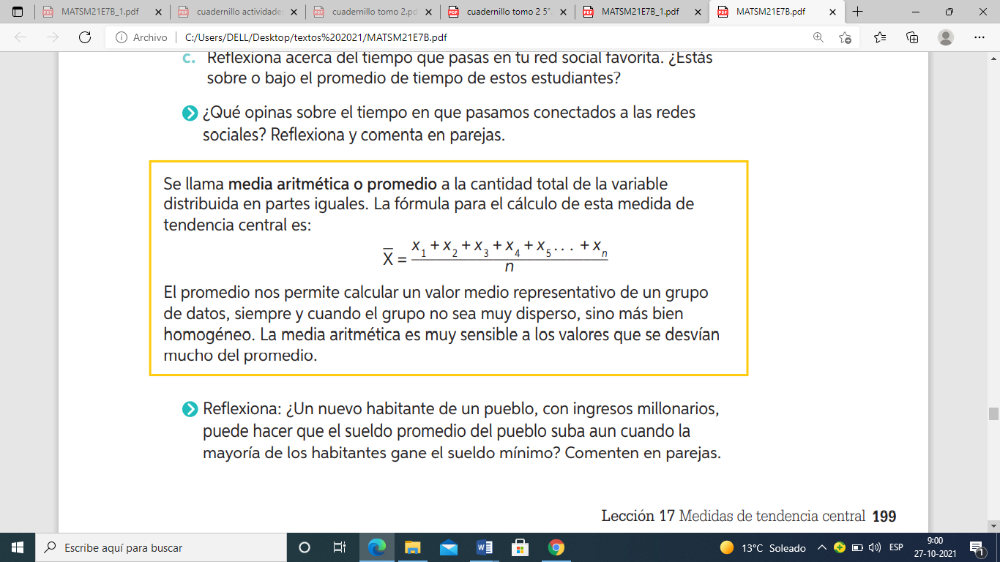 MATSM21E7B_1.pdf
cuadernillo actividade
cuadernillo tomo 2.pd
cuadernillo tomo 2 5°.
MATSM21E7B_1.pdf
MATSM21E7B.pdf
Archivo C:/Users/DELL/Desktop/textos%202021/MATSM21E7B.pdf
c. Reflexiona acerca del tiempo que pasas en tu red social favorita. ¿Estás
sobre o bajo el promedio de tiempo de estos estudiantes?
¿Qué opinas sobre el tiempo en que pasamos conectados a las redes
sociales? Reflexiona y comenta en parejas.
Se llama media aritmética o promedio a la cantidad total de la variable
distribuida en partes iguales. La fórmula para el cálculo de esta medida de
tendencia central es:
X̅ = (x₁ + x₂ + x₃ + x₄ + x₅ . . . + xₙ) / n
El promedio nos permite calcular un valor medio representativo de un grupo
de datos, siempre y cuando el grupo no sea muy disperso, sino más bien
homogéneo. La media aritmética es muy sensible a los valores que se desvían
mucho del promedio.
Reflexiona: ¿Un nuevo habitante de un pueblo, con ingresos millonarios,
puede hacer que el sueldo promedio del pueblo suba aun cuando la
mayoría de los habitantes gane el sueldo mínimo? Comenten en parejas.
Lección 17 Medidas de tendencia central 199
Escribe aquí para buscar
13°C Soleado
ESP
9:00
27-10-2021
1